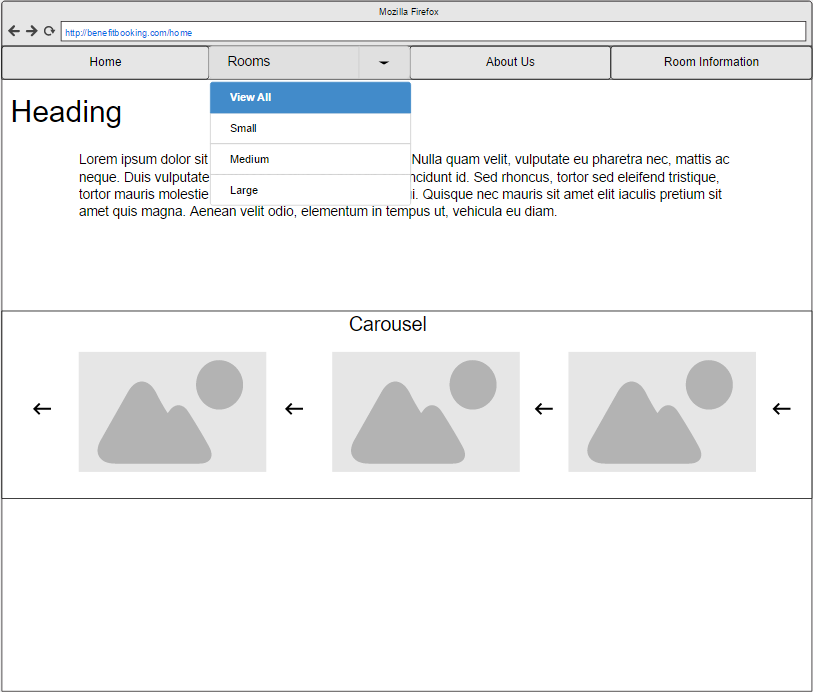 Mozilla Firefox
http://benefitbooking.com/home
Home
Rooms
About Us
Room Information
View All
Small
Medium
Large
Heading
Lorem ipsum dolor sit Nulla quam velit, vulputate eu pharetra nec, mattis ac
neque. Duis vulputate ncidunt id. Sed rhoncus, tortor sed eleifend tristique,
tortor mauris molestie i. Quisque nec mauris sit amet elit iaculis pretium sit
amet quis magna. Aenean velit odio, elementum in tempus ut, vehicula eu diam.
Carousel